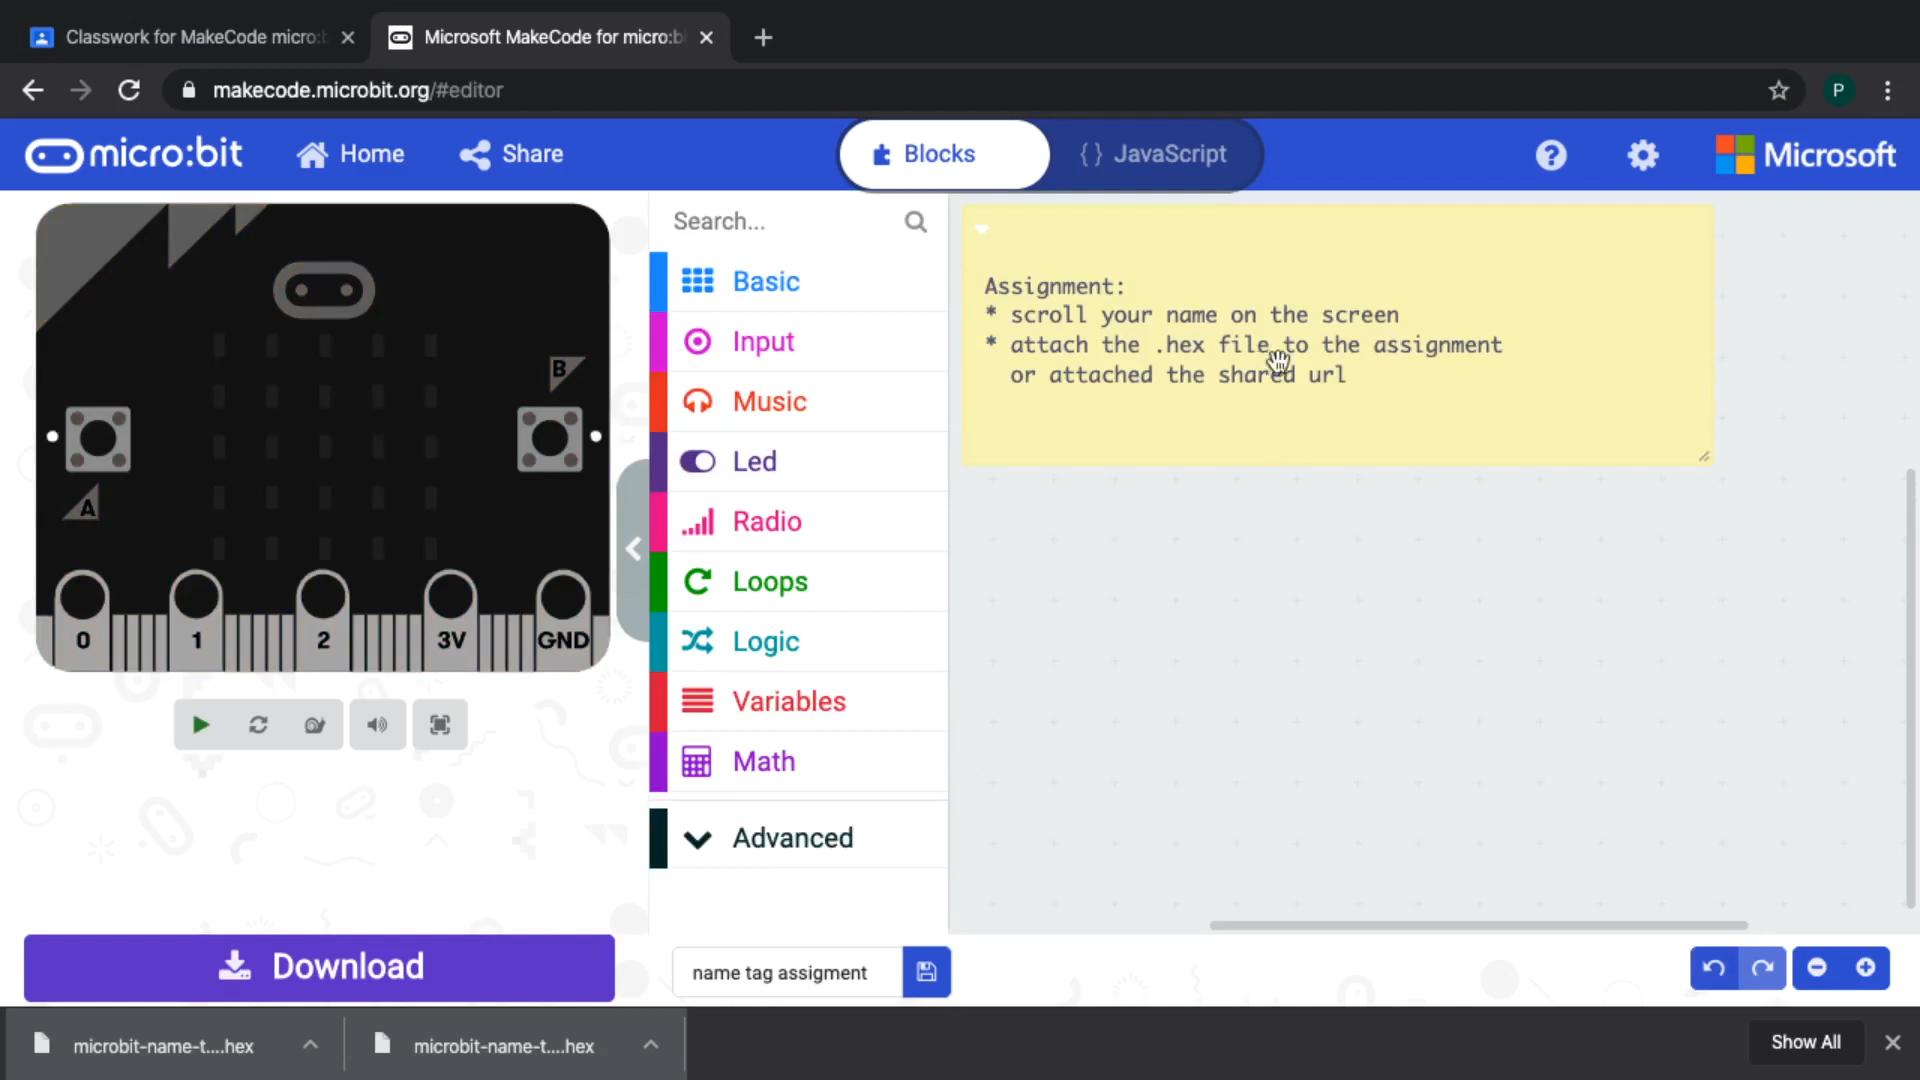 Classwork for MakeCode micro:b
Microsoft MakeCode for micro:b
makecode.microbit.org/#editor
P
micro:bit
Home
Share
Blocks
{ } JavaScript
?
Microsoft
Search...
Basic
Input
Music
Led
Radio
Loops
Logic
Variables
Math
Advanced
Assignment:
* scroll your name on the screen
* attach the .hex file to the assignment
or attached the shared url
B
A
0
1
2
3V
GND
Download
name tag assigment
microbit-name-t....hex
microbit-name-t....hex
Show All